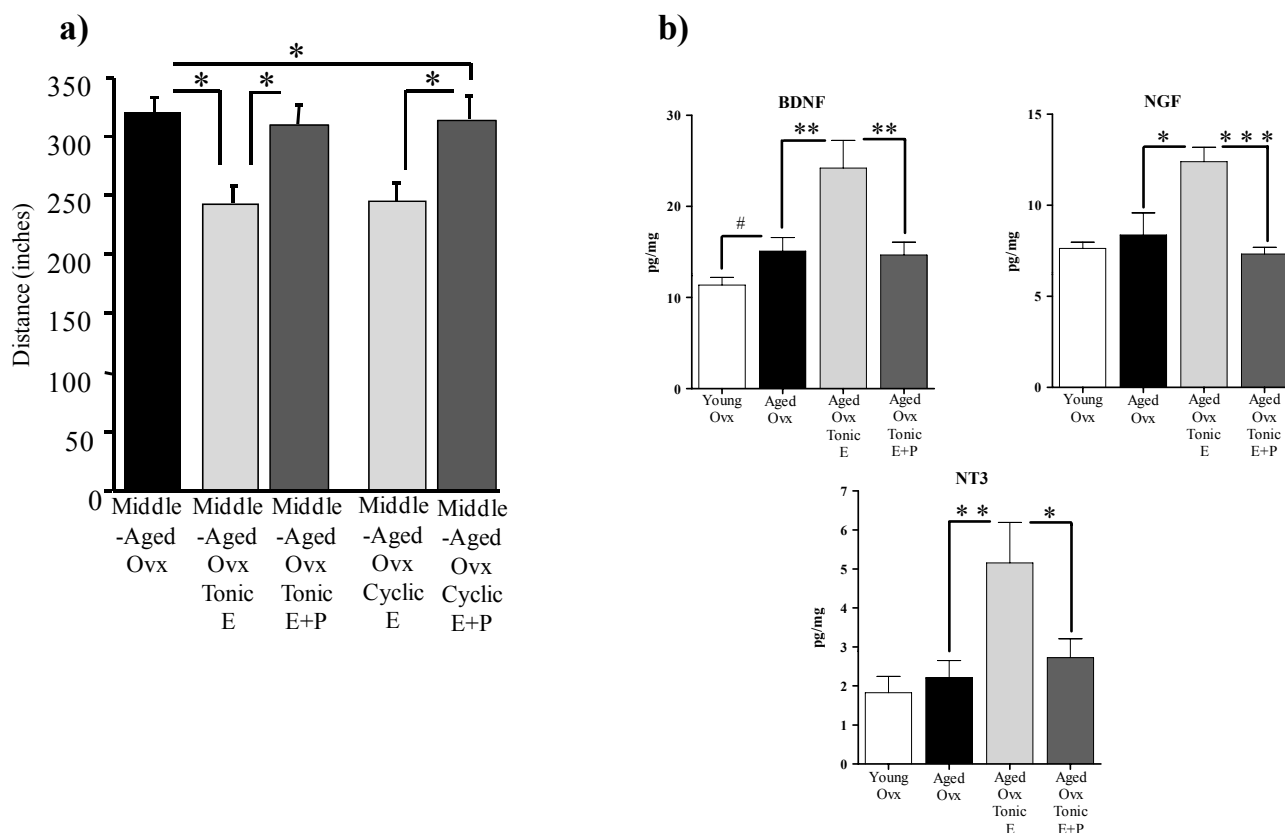 a)
*
* * *
350
300
250
200
150
100
50
0
Distance (inches)
Middle
-Aged
Ovx
Middle
-Aged
Ovx
Tonic
E
Middle
-Aged
Ovx
Tonic
E+P
Middle
-Aged
Ovx
Cyclic
E
Middle
-Aged
Ovx
Cyclic
E+P
b)
BDNF
** **
#
30
20
10
0
pg/mg
Young
Ovx
Aged
Ovx
Aged
Ovx
Tonic
E
Aged
Ovx
Tonic
E+P
NGF
* ***
15
10
5
0
pg/mg
Young
Ovx
Aged
Ovx
Aged
Ovx
Tonic
E
Aged
Ovx
Tonic
E+P
NT3
** *
7
6
5
4
3
2
1
0
pg/mg
Young
Ovx
Aged
Ovx
Aged
Ovx
Tonic
E
Aged
Ovx
Tonic
E+P